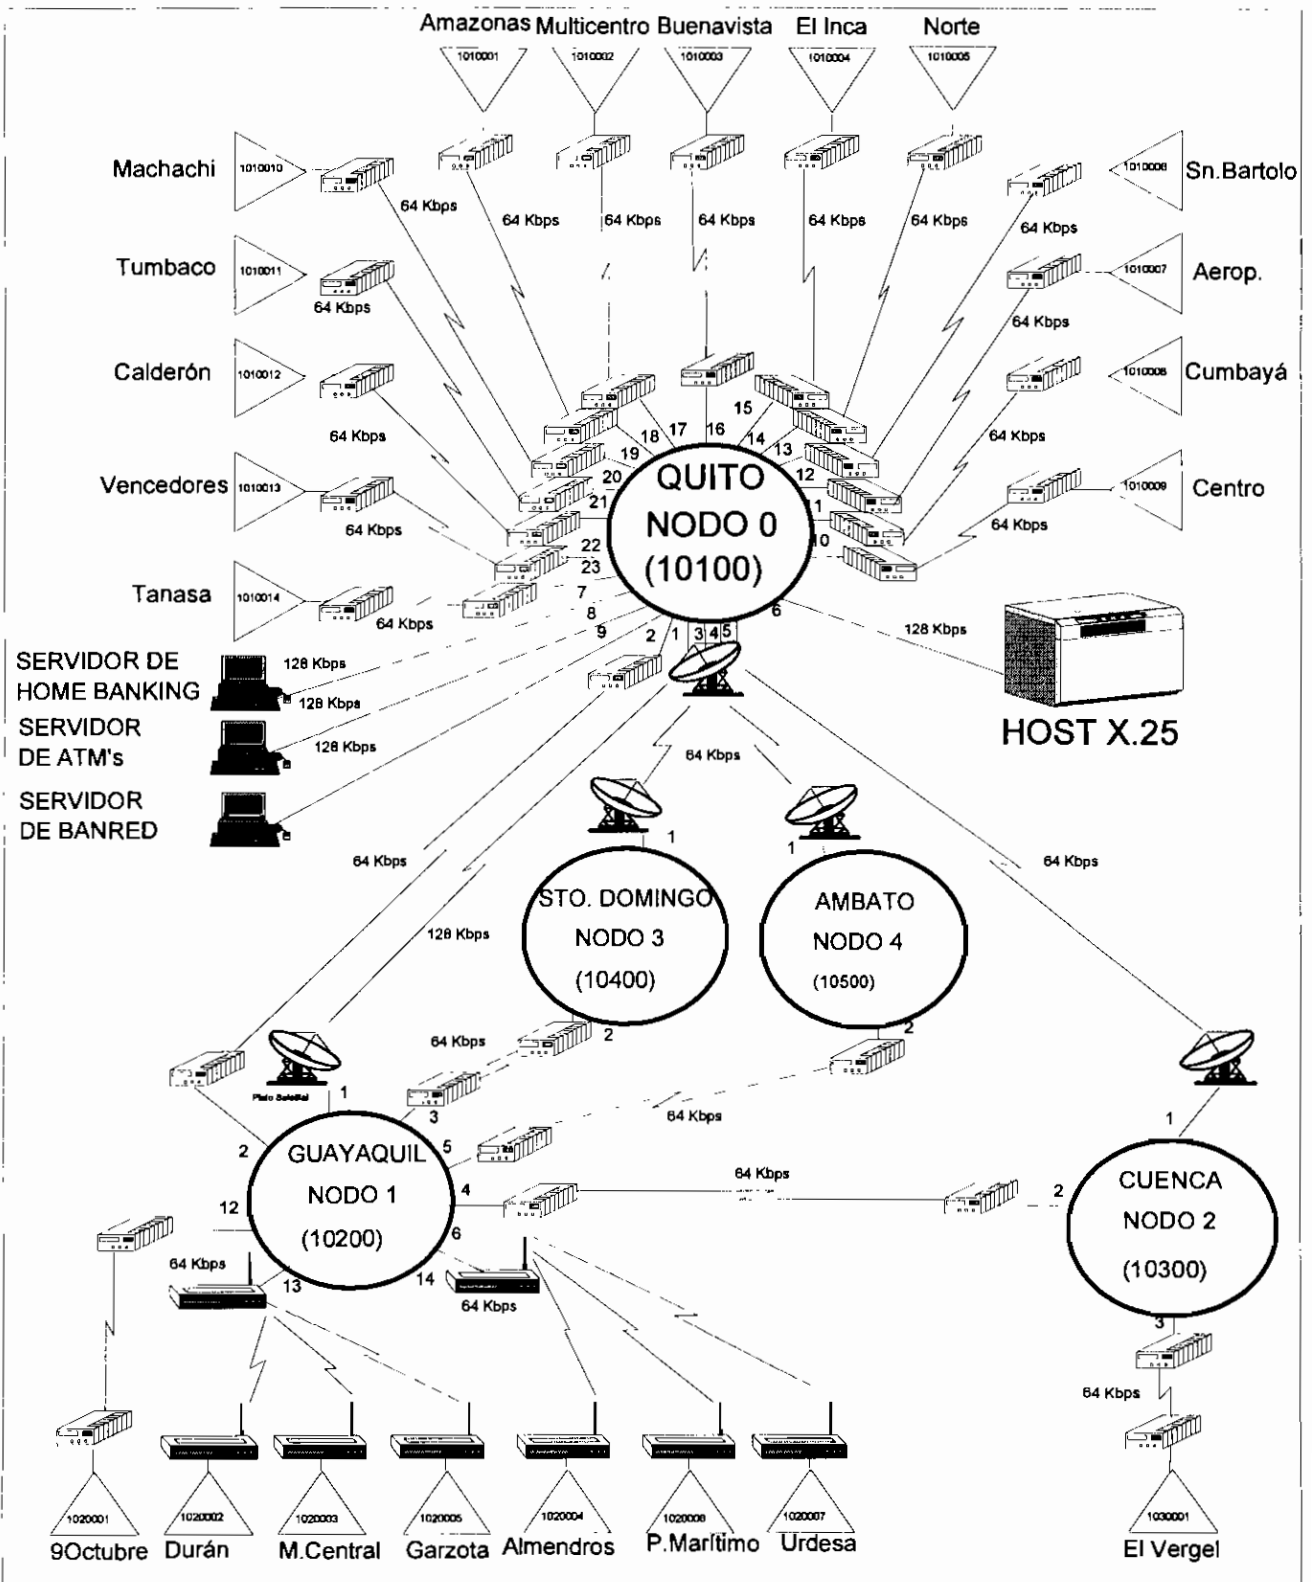 Amazonas Multicentro Buenavista El Inca Norte
1010001 1010002 1010003 1010004 1010005
Machachi 1010010
1010006 Sn.Bartolo
64 Kbps 64 Kbps 64 Kbps 64 Kbps 64 Kbps 64 Kbps 64 Kbps
Tumbaco 1010011
1010007 Aerop.
64 Kbps
64 Kbps
Calderón 1010012
Cumbayá
15
18 17 16 14 13
64 Kbps
64 Kbps
19
20 12
21 11
Vencedores 1010013
1010009 Centro
QUITO
NODO 0
(10100)
64 Kbps
64 Kbps
22 10
23
Tanasa 1010014
64 Kbps
7
8
9 2 1 3 4 5 6
128 Kbps
SERVIDOR DE
HOME BANKING
128 Kbps
128 Kbps
SERVIDOR
DE ATM's
128 Kbps
SERVIDOR
DE BANRED
HOST X.25
64 Kbps
64 Kbps
64 Kbps
128 Kbps
1
STO. DOMINGO
NODO 3
(10400)
2
1
AMBATO
NODO 4
(10500)
2
64 Kbps
64 Kbps
Plato Satelital
1
3
5
2
4
12
6
13
14
GUAYAQUIL
NODO 1
(10200)
64 Kbps
64 Kbps
64 Kbps
1
2
CUENCA
NODO 2
(10300)
3
64 Kbps
1020001 1020002 1020003 1020005 1020004 1020006 1020007 1030001
9Octubre Durán M.Central Garzota Almendros P.Marítimo Urdesa El Vergel